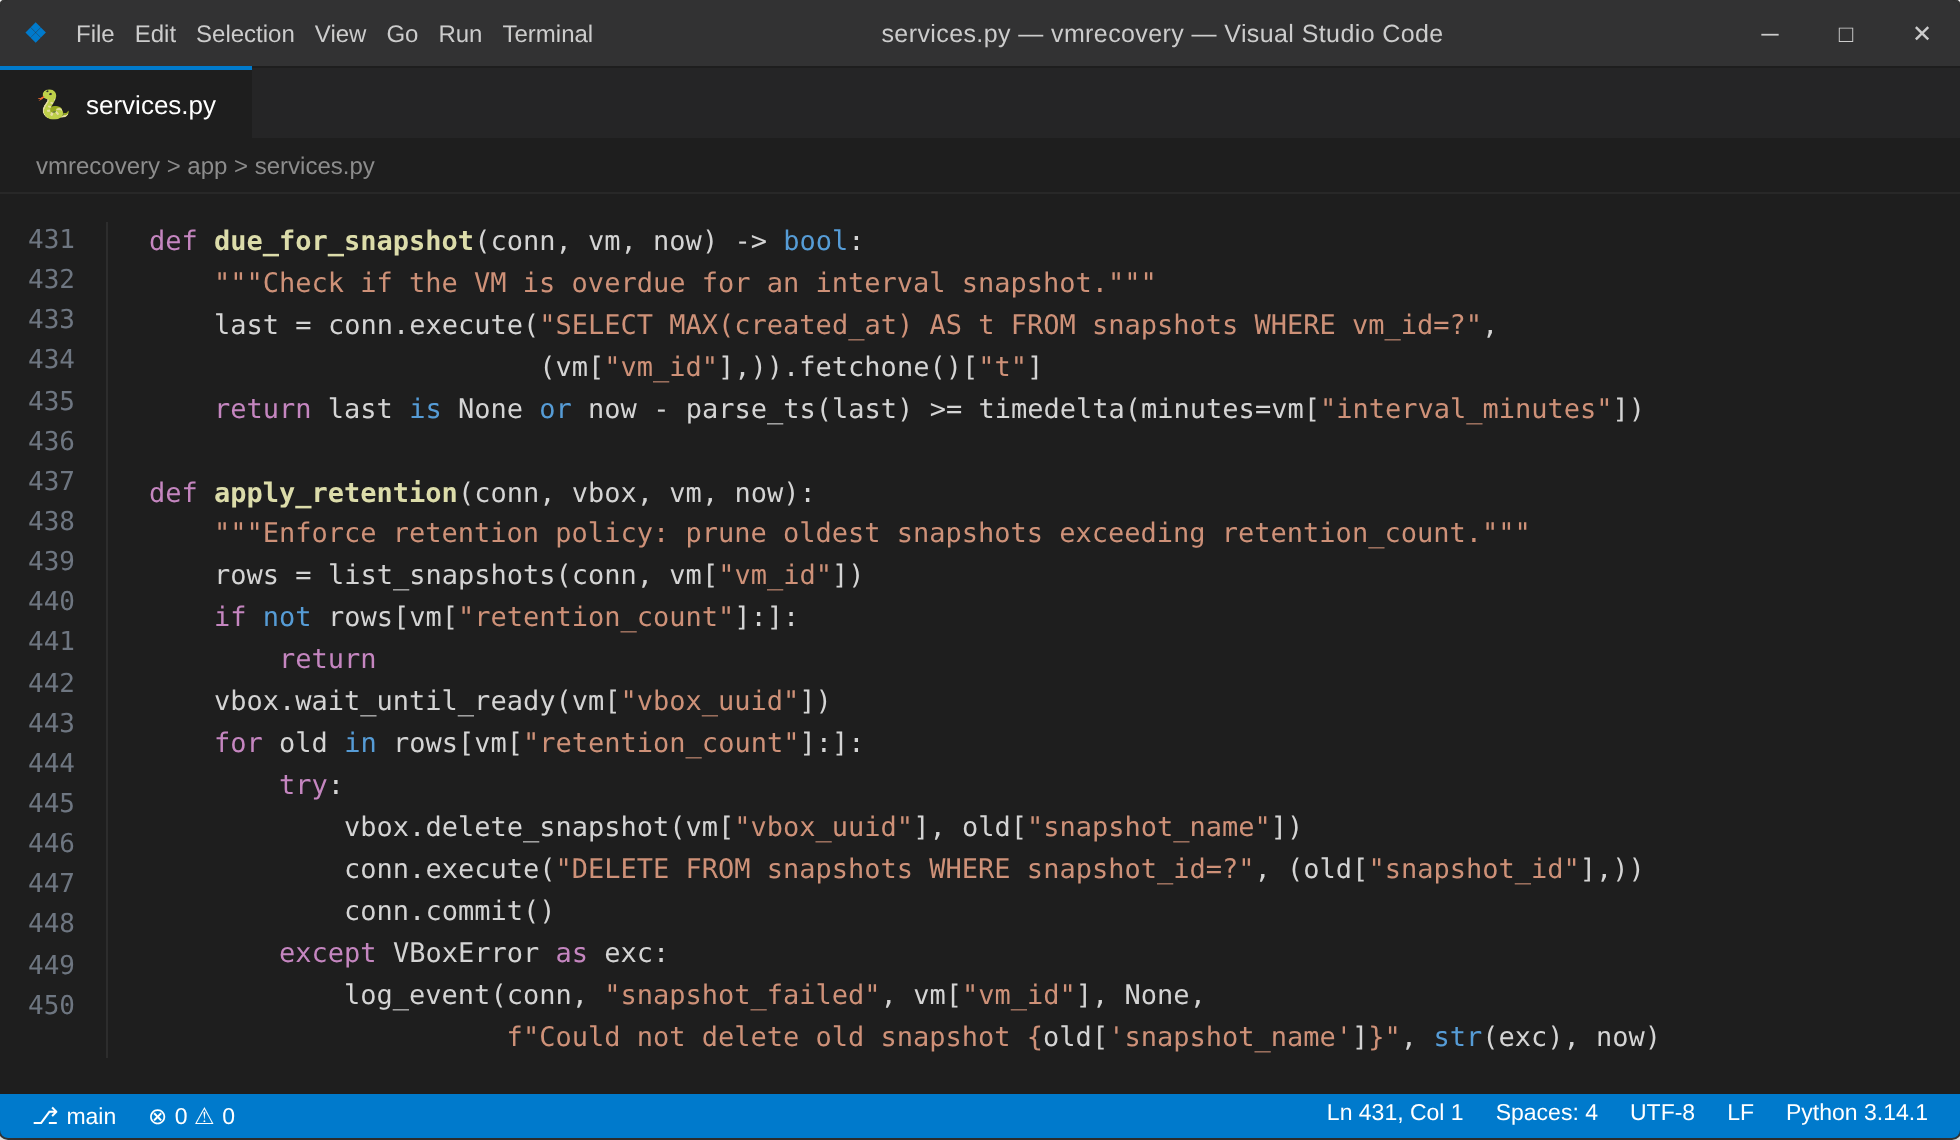 File Edit Selection View Go Run Terminal services.py — vmrecovery — Visual Studio Code
services.py
vmrecovery > app > services.py
431 def due_for_snapshot(conn, vm, now) -> bool:
432     """Check if the VM is overdue for an interval snapshot."""
433     last = conn.execute("SELECT MAX(created_at) AS t FROM snapshots WHERE vm_id=?",
434                         (vm["vm_id"],)).fetchone()["t"]
435     return last is None or now - parse_ts(last) >= timedelta(minutes=vm["interval_minutes"])
436
437 def apply_retention(conn, vbox, vm, now):
438     """Enforce retention policy: prune oldest snapshots exceeding retention_count."""
439     rows = list_snapshots(conn, vm["vm_id"])
440     if not rows[vm["retention_count"]:]:
441         return
442     vbox.wait_until_ready(vm["vbox_uuid"])
443     for old in rows[vm["retention_count"]:]:
444         try:
445             vbox.delete_snapshot(vm["vbox_uuid"], old["snapshot_name"])
446             conn.execute("DELETE FROM snapshots WHERE snapshot_id=?", (old["snapshot_id"],))
447             conn.commit()
448         except VBoxError as exc:
449             log_event(conn, "snapshot_failed", vm["vm_id"], None,
450                       f"Could not delete old snapshot {old['snapshot_name']}", str(exc), now)
main 0 0 Ln 431, Col 1 Spaces: 4 UTF-8 LF Python 3.14.1